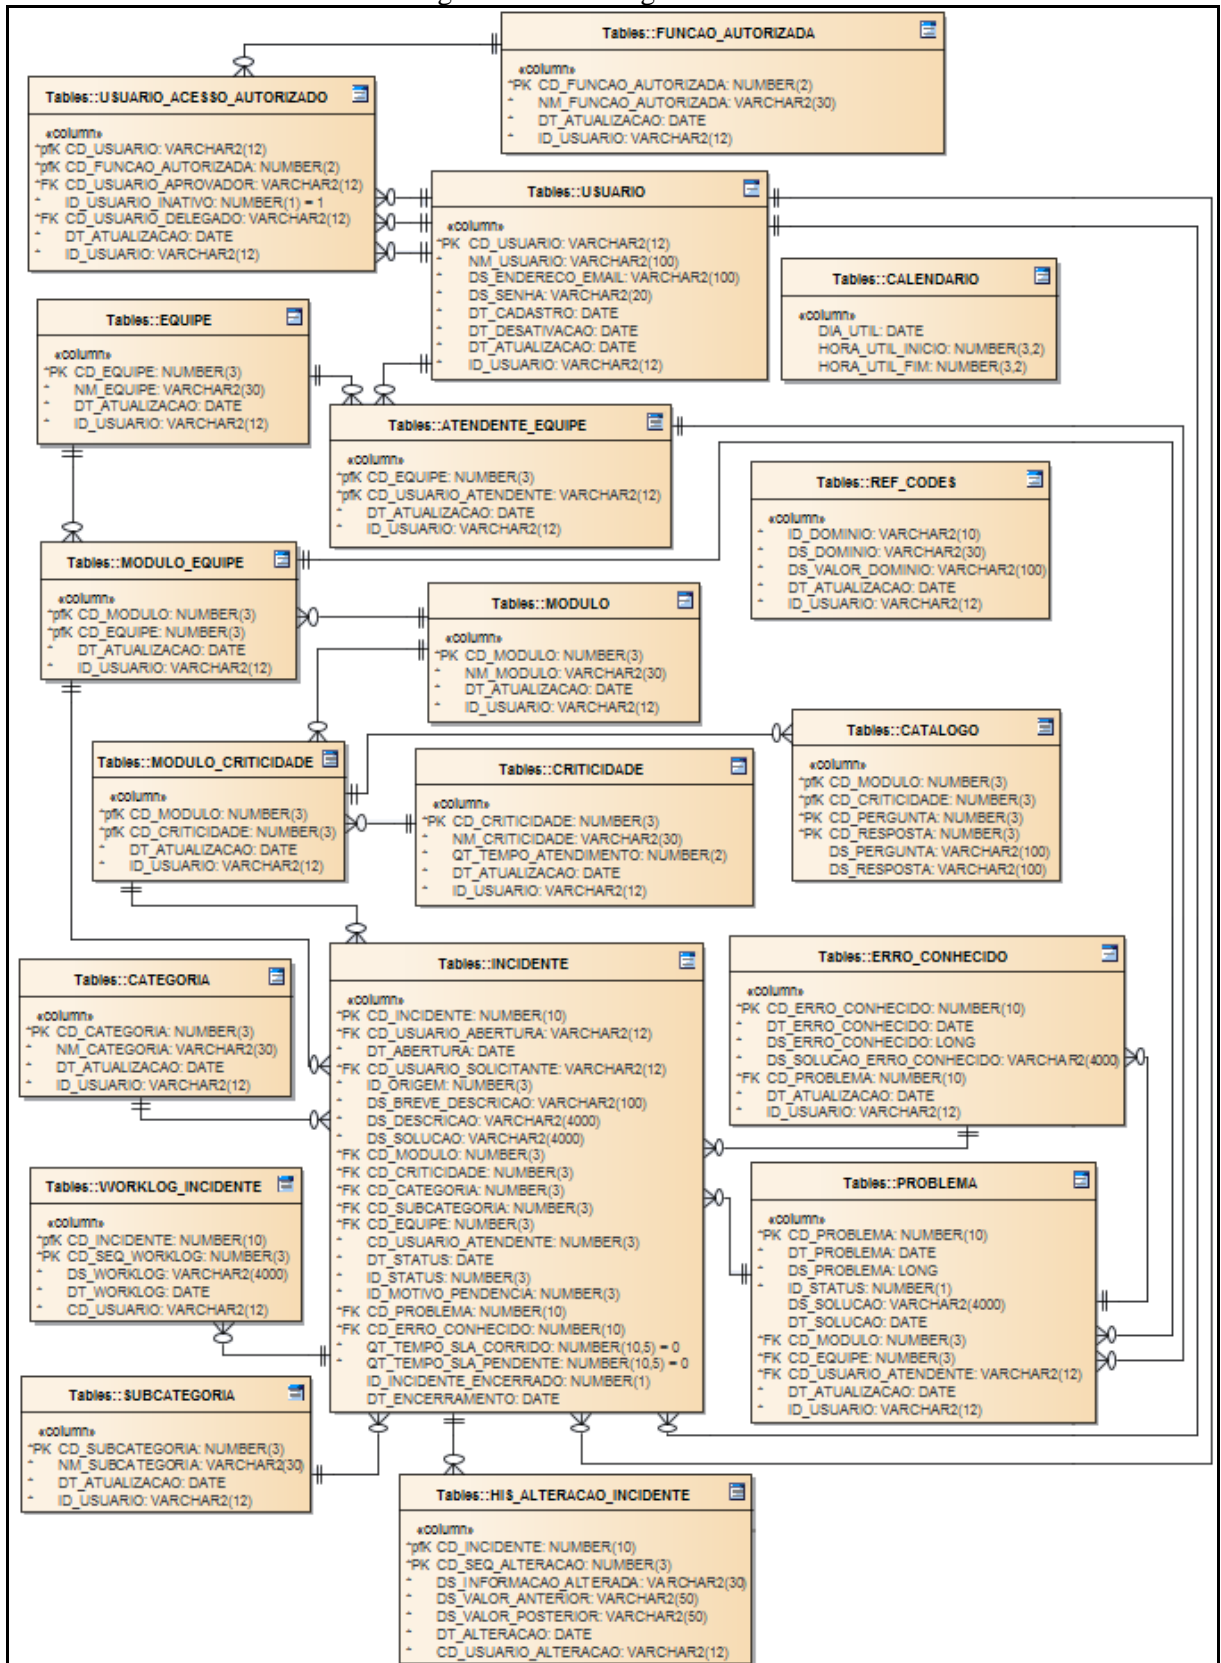 Tables::FUNCAO_AUTORIZADA
«column»
*PK CD_FUNCAO_AUTORIZADA: NUMBER(2)
* NM_FUNCAO_AUTORIZADA: VARCHAR2(30)
* DT_ATUALIZACAO: DATE
* ID_USUARIO: VARCHAR2(12)
Tables::USUARIO_ACESSO_AUTORIZADO
«column»
*pfK CD_USUARIO: VARCHAR2(12)
*pfK CD_FUNCAO_AUTORIZADA: NUMBER(2)
*FK CD_USUARIO_APROVADOR: VARCHAR2(12)
* ID_USUARIO_INATIVO: NUMBER(1) = 1
*FK CD_USUARIO_DELEGADO: VARCHAR2(12)
* DT_ATUALIZACAO: DATE
* ID_USUARIO: VARCHAR2(12)
Tables::USUARIO
«column»
*PK CD_USUARIO: VARCHAR2(12)
* NM_USUARIO: VARCHAR2(100)
* DS_ENDERECO_EMAIL: VARCHAR2(100)
* DS_SENHA: VARCHAR2(20)
* DT_CADASTRO: DATE
* DT_DESATIVACAO: DATE
* DT_ATUALIZACAO: DATE
* ID_USUARIO: VARCHAR2(12)
Tables::CALENDARIO
«column»
DIA_UTIL: DATE
HORA_UTIL_INICIO: NUMBER(3,2)
HORA_UTIL_FIM: NUMBER(3,2)
Tables::EQUIPE
«column»
*PK CD_EQUIPE: NUMBER(3)
* NM_EQUIPE: VARCHAR2(30)
* DT_ATUALIZACAO: DATE
* ID_USUARIO: VARCHAR2(12)
Tables::ATENDENTE_EQUIPE
«column»
*pfK CD_EQUIPE: NUMBER(3)
*pfK CD_USUARIO_ATENDENTE: VARCHAR2(12)
* DT_ATUALIZACAO: DATE
* ID_USUARIO: VARCHAR2(12)
Tables::REF_CODES
«column»
* ID_DOMINIO: VARCHAR2(10)
* DS_DOMINIO: VARCHAR2(30)
* DS_VALOR_DOMINIO: VARCHAR2(100)
* DT_ATUALIZACAO: DATE
* ID_USUARIO: VARCHAR2(12)
Tables::MODULO_EQUIPE
«column»
*pfK CD_MODULO: NUMBER(3)
*pfK CD_EQUIPE: NUMBER(3)
* DT_ATUALIZACAO: DATE
* ID_USUARIO: VARCHAR2(12)
Tables::MODULO
«column»
*PK CD_MODULO: NUMBER(3)
* NM_MODULO: VARCHAR2(30)
* DT_ATUALIZACAO: DATE
* ID_USUARIO: VARCHAR2(12)
Tables::CATALOGO
«column»
*pfK CD_MODULO: NUMBER(3)
*pfK CD_CRITICIDADE: NUMBER(3)
*PK CD_PERGUNTA: NUMBER(3)
*PK CD_RESPOSTA: NUMBER(3)
DS_PERGUNTA: VARCHAR2(100)
DS_RESPOSTA: VARCHAR2(100)
Tables::MODULO_CRITICIDADE
«column»
*pfK CD_MODULO: NUMBER(3)
*pfK CD_CRITICIDADE: NUMBER(3)
* DT_ATUALIZACAO: DATE
* ID_USUARIO: VARCHAR2(12)
Tables::CRITICIDADE
«column»
*PK CD_CRITICIDADE: NUMBER(3)
* NM_CRITICIDADE: VARCHAR2(30)
* QT_TEMPO_ATENDIMENTO: NUMBER(2)
* DT_ATUALIZACAO: DATE
* ID_USUARIO: VARCHAR2(12)
Tables::CATEGORIA
«column»
*PK CD_CATEGORIA: NUMBER(3)
* NM_CATEGORIA: VARCHAR2(30)
* DT_ATUALIZACAO: DATE
* ID_USUARIO: VARCHAR2(12)
Tables::INCIDENTE
«column»
*PK CD_INCIDENTE: NUMBER(10)
*FK CD_USUARIO_ABERTURA: VARCHAR2(12)
* DT_ABERTURA: DATE
*FK CD_USUARIO_SOLICITANTE: VARCHAR2(12)
* ID_ORIGEM: NUMBER(3)
* DS_BREVE_DESCRICAO: VARCHAR2(100)
* DS_DESCRICAO: VARCHAR2(4000)
* DS_SOLUCAO: VARCHAR2(4000)
*FK CD_MODULO: NUMBER(3)
*FK CD_CRITICIDADE: NUMBER(3)
*FK CD_CATEGORIA: NUMBER(3)
*FK CD_SUBCATEGORIA: NUMBER(3)
*FK CD_EQUIPE: NUMBER(3)
* CD_USUARIO_ATENDENTE: NUMBER(3)
* DT_STATUS: DATE
* ID_STATUS: NUMBER(3)
* ID_MOTIVO_PENDENCIA: NUMBER(3)
*FK CD_PROBLEMA: NUMBER(10)
*FK CD_ERRO_CONHECIDO: NUMBER(10)
* QT_TEMPO_SLA_CORRIDO: NUMBER(10,5) = 0
* QT_TEMPO_SLA_PENDENTE: NUMBER(10,5) = 0
ID_INCIDENTE_ENCERRADO: NUMBER(1)
DT_ENCERRAMENTO: DATE
Tables::ERRO_CONHECIDO
«column»
*PK CD_ERRO_CONHECIDO: NUMBER(10)
* DT_ERRO_CONHECIDO: DATE
* DS_ERRO_CONHECIDO: LONG
* DS_SOLUCAO_ERRO_CONHECIDO: VARCHAR2(4000)
*FK CD_PROBLEMA: NUMBER(10)
* DT_ATUALIZACAO: DATE
* ID_USUARIO: VARCHAR2(12)
Tables::WORKLOG_INCIDENTE
«column»
*pfK CD_INCIDENTE: NUMBER(10)
*PK CD_SEQ_WORKLOG: NUMBER(3)
* DS_WORKLOG: VARCHAR2(4000)
* DT_WORKLOG: DATE
* CD_USUARIO: VARCHAR2(12)
Tables::PROBLEMA
«column»
*PK CD_PROBLEMA: NUMBER(10)
* DT_PROBLEMA: DATE
* DS_PROBLEMA: LONG
* ID_STATUS: NUMBER(1)
DS_SOLUCAO: VARCHAR2(4000)
DT_SOLUCAO: DATE
*FK CD_MODULO: NUMBER(3)
*FK CD_EQUIPE: NUMBER(3)
*FK CD_USUARIO_ATENDENTE: VARCHAR2(12)
* DT_ATUALIZACAO: DATE
* ID_USUARIO: VARCHAR2(12)
Tables::SUBCATEGORIA
«column»
*PK CD_SUBCATEGORIA: NUMBER(3)
* NM_SUBCATEGORIA: VARCHAR2(30)
* DT_ATUALIZACAO: DATE
* ID_USUARIO: VARCHAR2(12)
Tables::HIS_ALTERACAO_INCIDENTE
«column»
*pfK CD_INCIDENTE: NUMBER(10)
*PK CD_SEQ_ALTERACAO: NUMBER(3)
* DS_INFORMACAO_ALTERADA: VARCHAR2(30)
* DS_VALOR_ANTERIOR: VARCHAR2(50)
* DS_VALOR_POSTERIOR: VARCHAR2(50)
* DT_ALTERACAO: DATE
* CD_USUARIO_ALTERACAO: VARCHAR2(12)